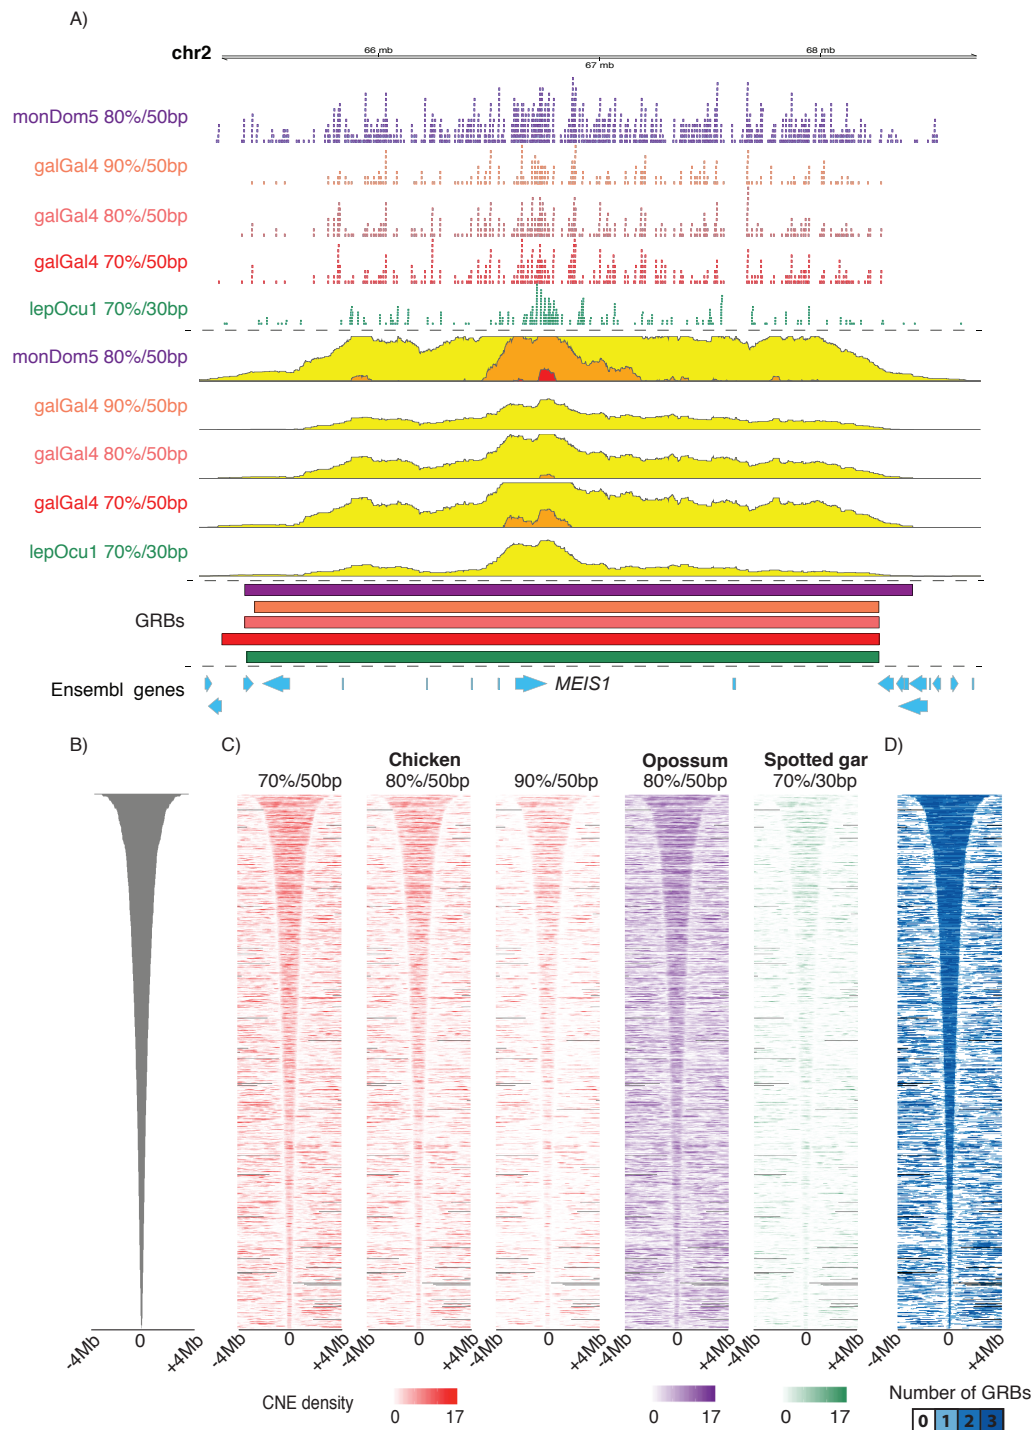 A)
chr2
66 mb
68 mb
67 mb
monDom5 80%/50bp
galGal4 90%/50bp
galGal4 80%/50bp
galGal4 70%/50bp
lepOcu1 70%/30bp
monDom5 80%/50bp
galGal4 90%/50bp
galGal4 80%/50bp
galGal4 70%/50bp
lepOcu1 70%/30bp
GRBs
Ensembl genes
MEIS1
B)
C)
D)
Chicken
Opossum
Spotted gar
70%/50bp
80%/50bp
90%/50bp
80%/50bp
70%/30bp
-4Mb 0 +4Mb
-4Mb 0 +4Mb
-4Mb 0 +4Mb
-4Mb 0 +4Mb
-4Mb 0 +4Mb
-4Mb 0 +4Mb
-4Mb 0 +4Mb
CNE density
0 17
0 17
0 17
Number of GRBs
0 1 2 3